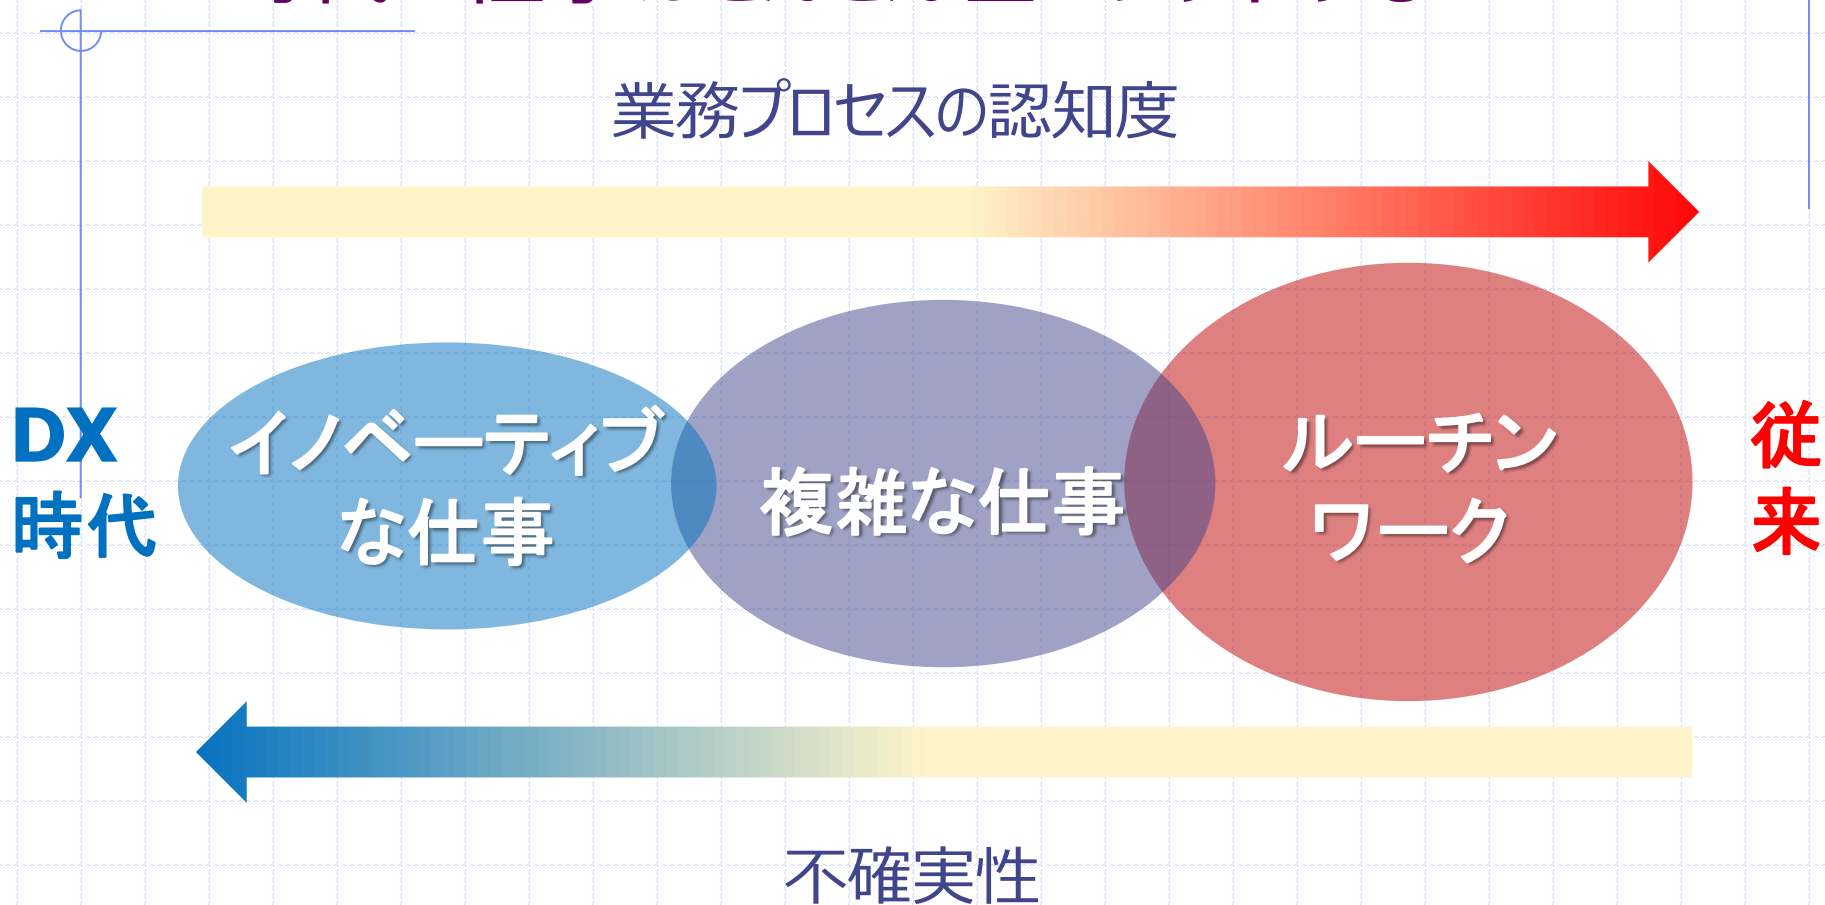 業務プロセスの認知度
イノベーティブ
な仕事
複雑な仕事
ルーチン
ワーク
DX
時代
従
来
不確実性